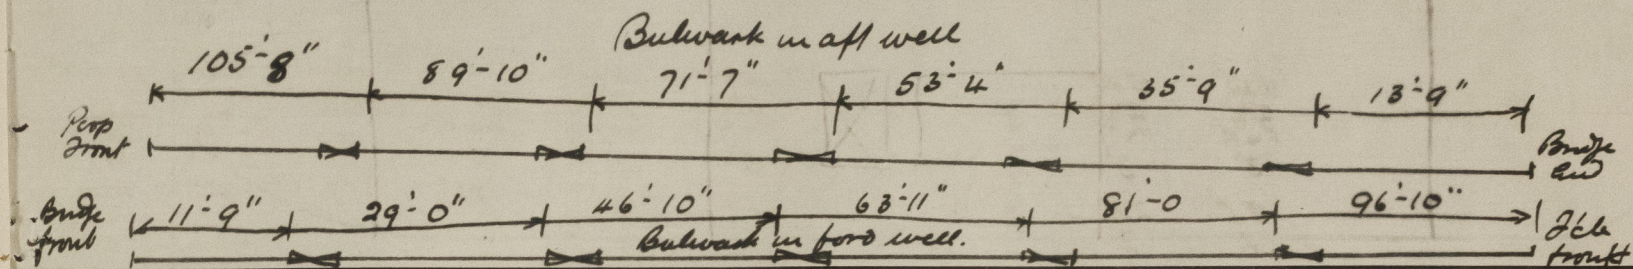 Bulwark in aft well
105'-8" 89'-10" 71'-7" 53'-4" 35'-9" 13'-9"
Poop
Front
Bridge
End
Bridge
front
11'-9" 29'-0" 46'-10" 63'-11" 81'-0 96'-10"
Bulwark in ford well.